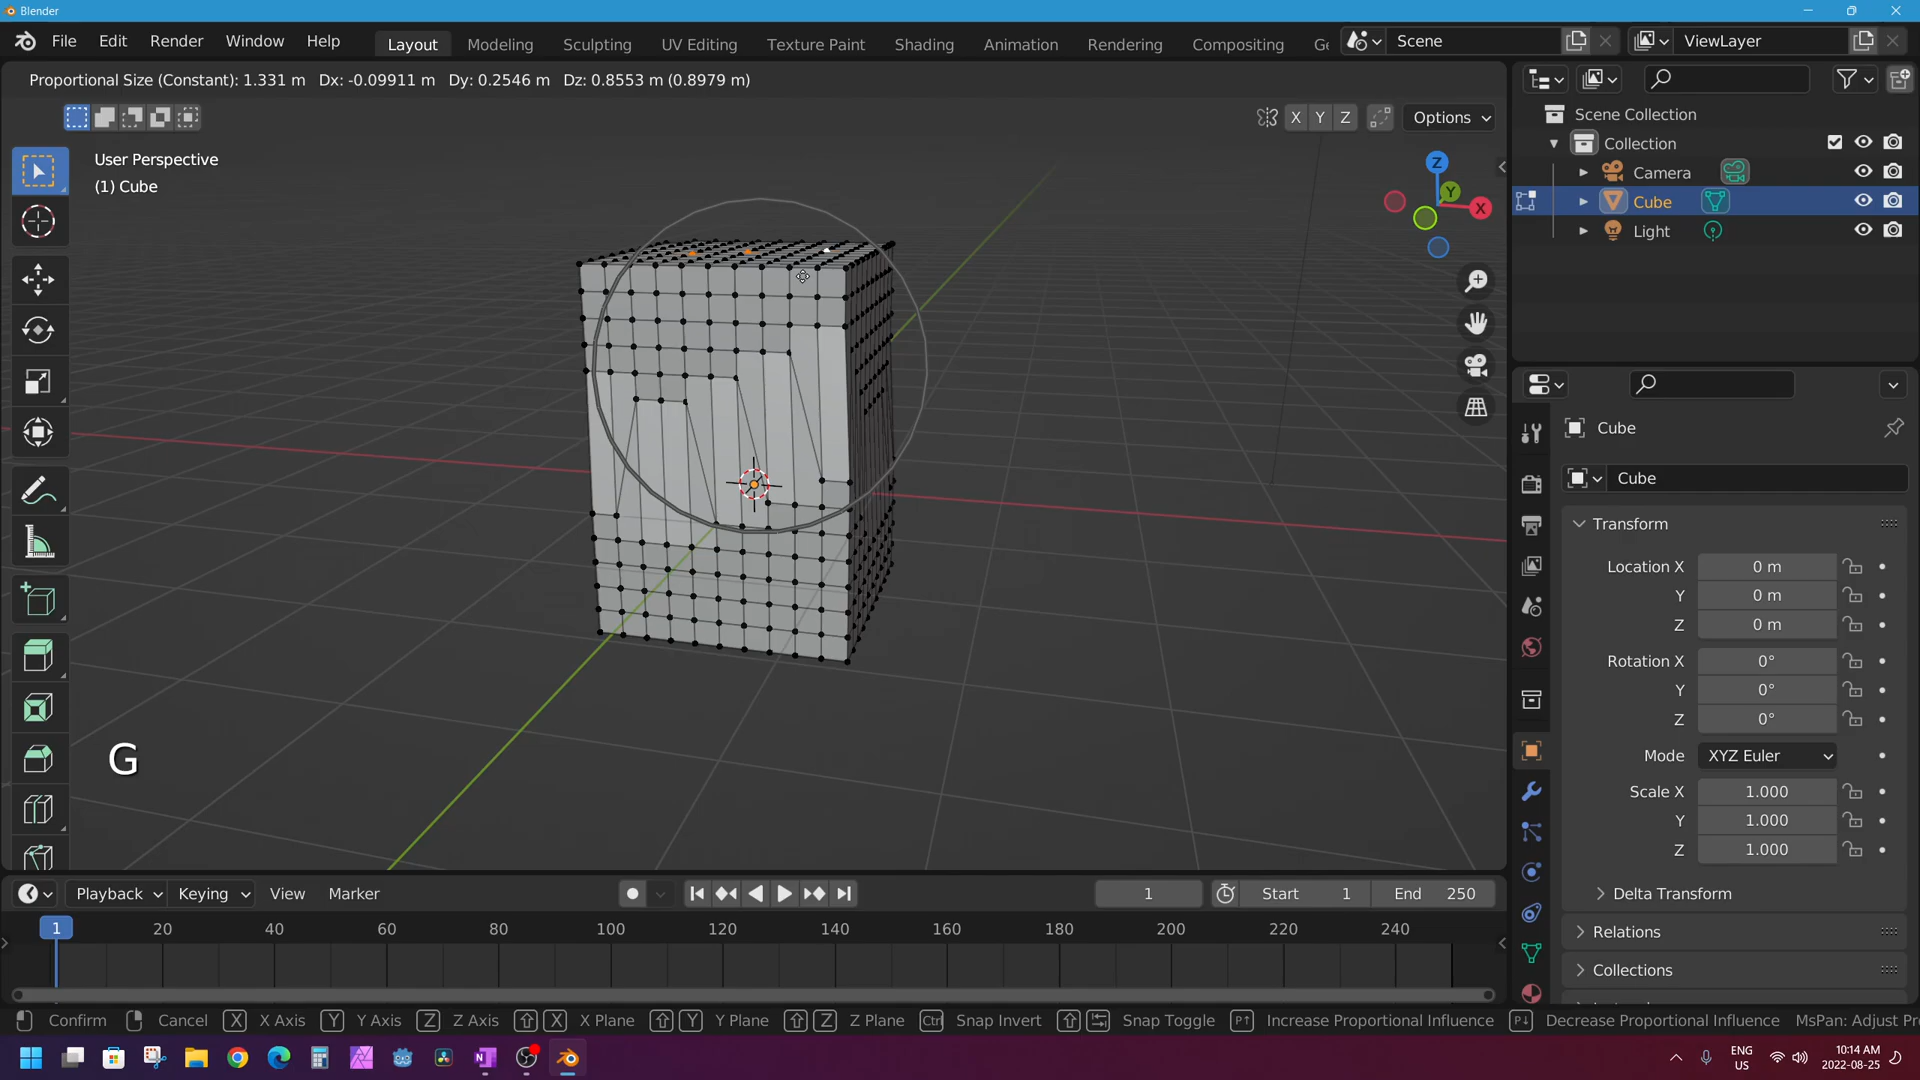 Blender
File Edit Render Window Help Layout Modeling Sculpting UV Editing Texture Paint Shading Animation Rendering Compositing Ge Scene ViewLayer
Proportional Size (Constant): 1.331 m Dx: -0.09911 m Dy: 0.2546 m Dz: 0.8553 m (0.8979 m)
X Y Z Options
User Perspective
(1) Cube
Z
Y
X
G
Scene Collection
Collection
Camera
Cube
Light
Cube
Cube
Transform
Location X 0 m
Y 0 m
Z 0 m
Rotation X 0°
Y 0°
Z 0°
Mode XYZ Euler
Scale X 1.000
Y 1.000
Z 1.000
Delta Transform
Relations
Collections
Playback Keying View Marker 1 Start 1 End 250
1 20 40 60 80 100 120 140 160 180 200 220 240
Confirm Cancel X X Axis Y Y Axis Z Z Axis X X Plane Y Y Plane Z Z Plane Ctrl Snap Invert Snap Toggle P↑ Increase Proportional Influence P↓ Decrease Proportional Influence MsPan: Adjust Pr
ENG 10:14 AM
US 2022-08-25